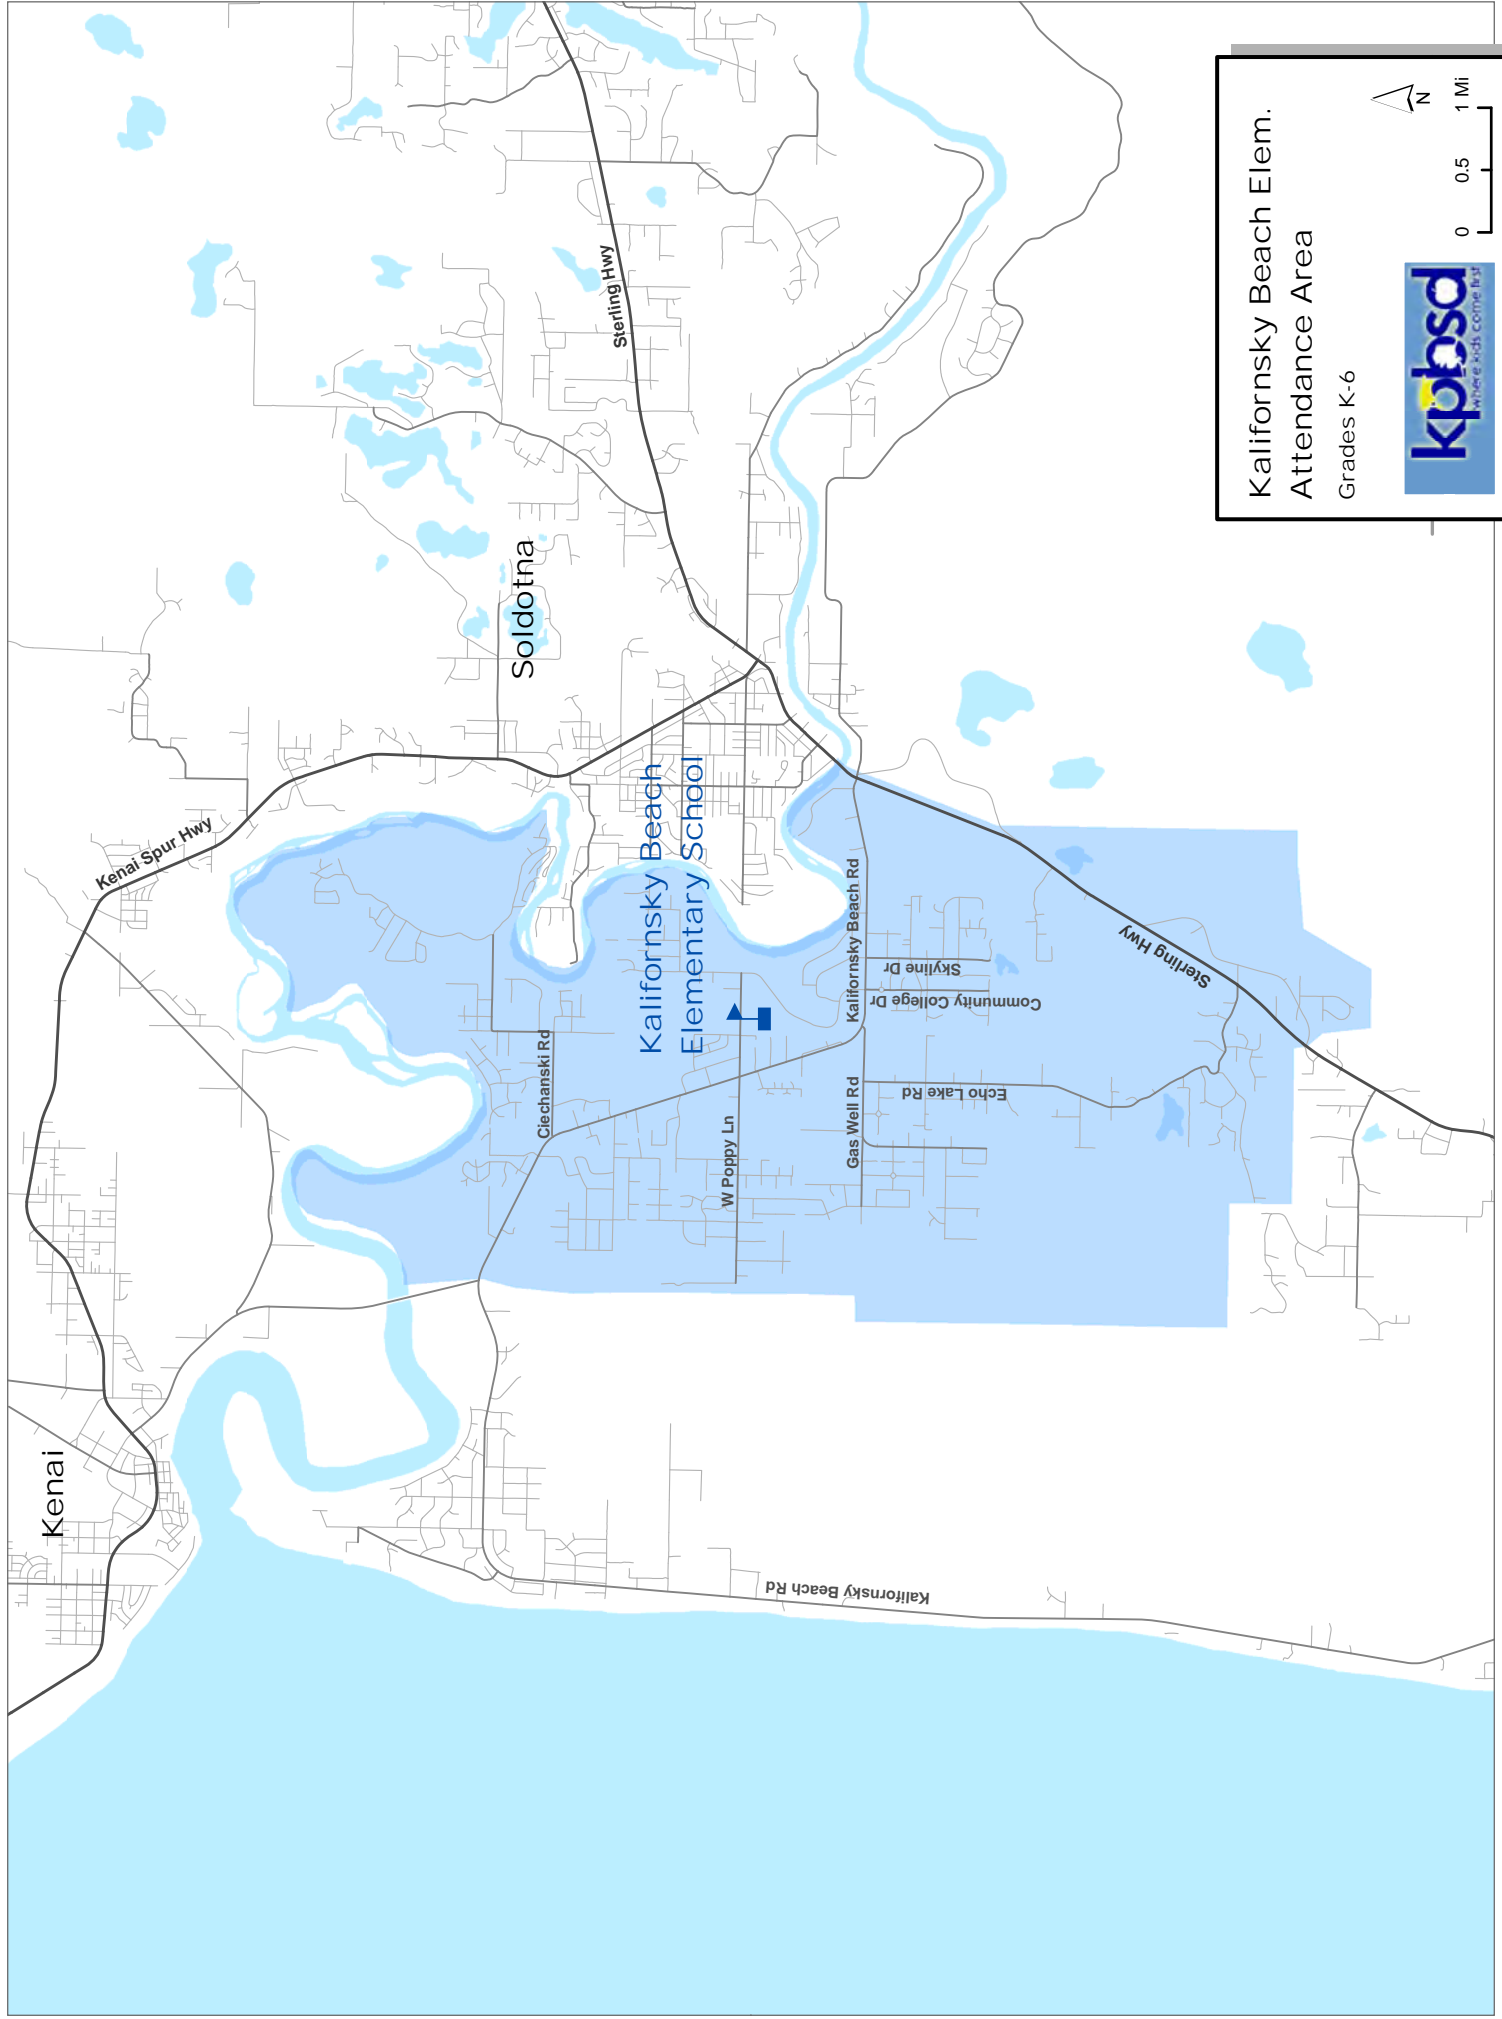 Kenai
Kenai Spur Hwy
Soldotna
Sterling Hwy
Kalifornsky Beach
Elementary School
Ciechanski Rd
W Poppy Ln
Kalifornsky Beach Rd
Gas Well Rd
Skyline Dr
Community College Dr
Echo Lake Rd
Sterling Hwy
Kalifornsky Beach Rd
Kalifornsky Beach Elem.
Attendance Area
Grades K-6
kpbsd
where kids come first
N
0 0.5 1 Mi